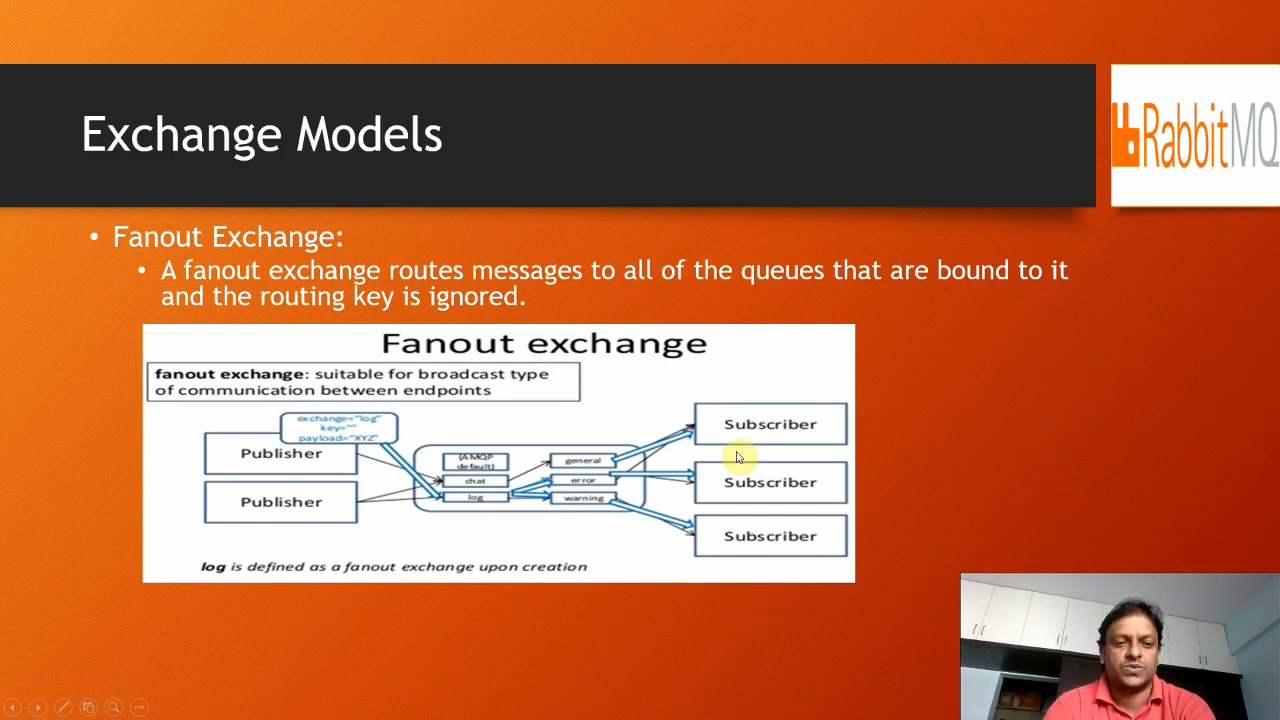 Exchange Models
RabbitMQ
• Fanout Exchange:
• A fanout exchange routes messages to all of the queues that are bound to it
and the routing key is ignored.
Fanout exchange
fanout exchange: suitable for broadcast type
of communication between endpoints
exchange="log"
key=""
payload="XYZ"
Publisher
Publisher
(AMQP
default)
chat
log
general
error
warning
Subscriber
Subscriber
Subscriber
log is defined as a fanout exchange upon creation